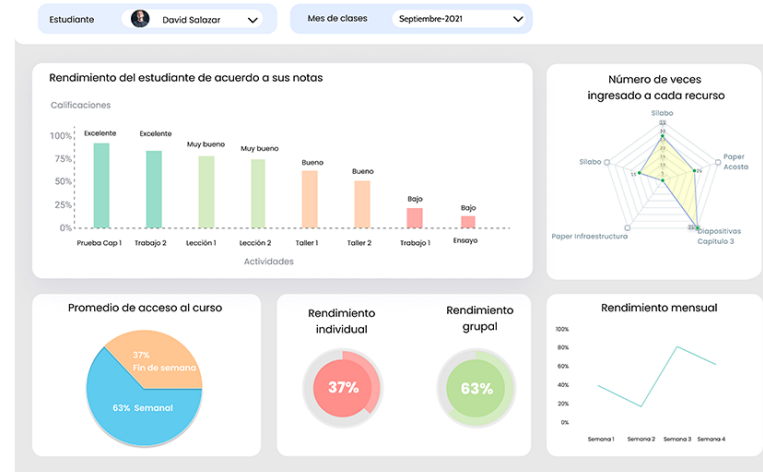 Estudiante
David Salazar
Mes de clases
Septiembre-2021
Rendimiento del estudiante de acuerdo a sus notas
Calificaciones
100%
75%
50%
25%
0%
Excelente
Excelente
Muy bueno
Muy bueno
Bueno
Bueno
Bajo
Bajo
Prueba Cap 1
Trabajo 2
Lección 1
Lección 2
Taller 1
Taller 2
Trabajo 1
Ensayo
Actividades
Número de veces
ingresado a cada recurso
Sílabo
Paper
Acosta
Diapositivas
Capitulo 3
Paper Infraestructura
Sílabo
Promedio de acceso al curso
37%
Fin de semana
63% Semanal
Rendimiento
individual
37%
Rendimiento
grupal
63%
Rendimiento mensual
100%
80%
60%
40%
20%
0%
Semana 1
Semana 2
Semana 3
Semana 4